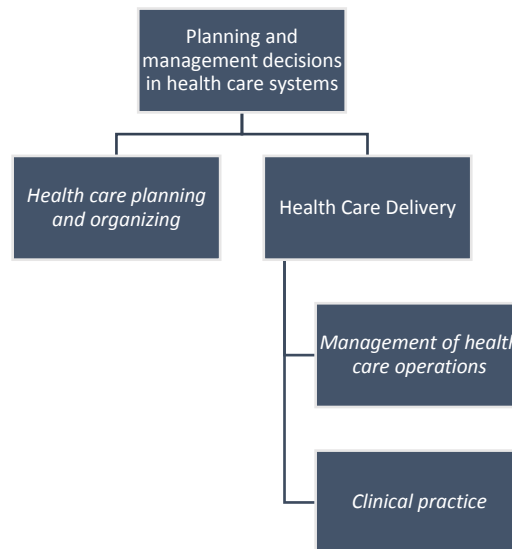 Planning and
management decisions
in health care systems
Health care planning
and organizing
Health Care Delivery
Management of health
care operations
Clinical practice